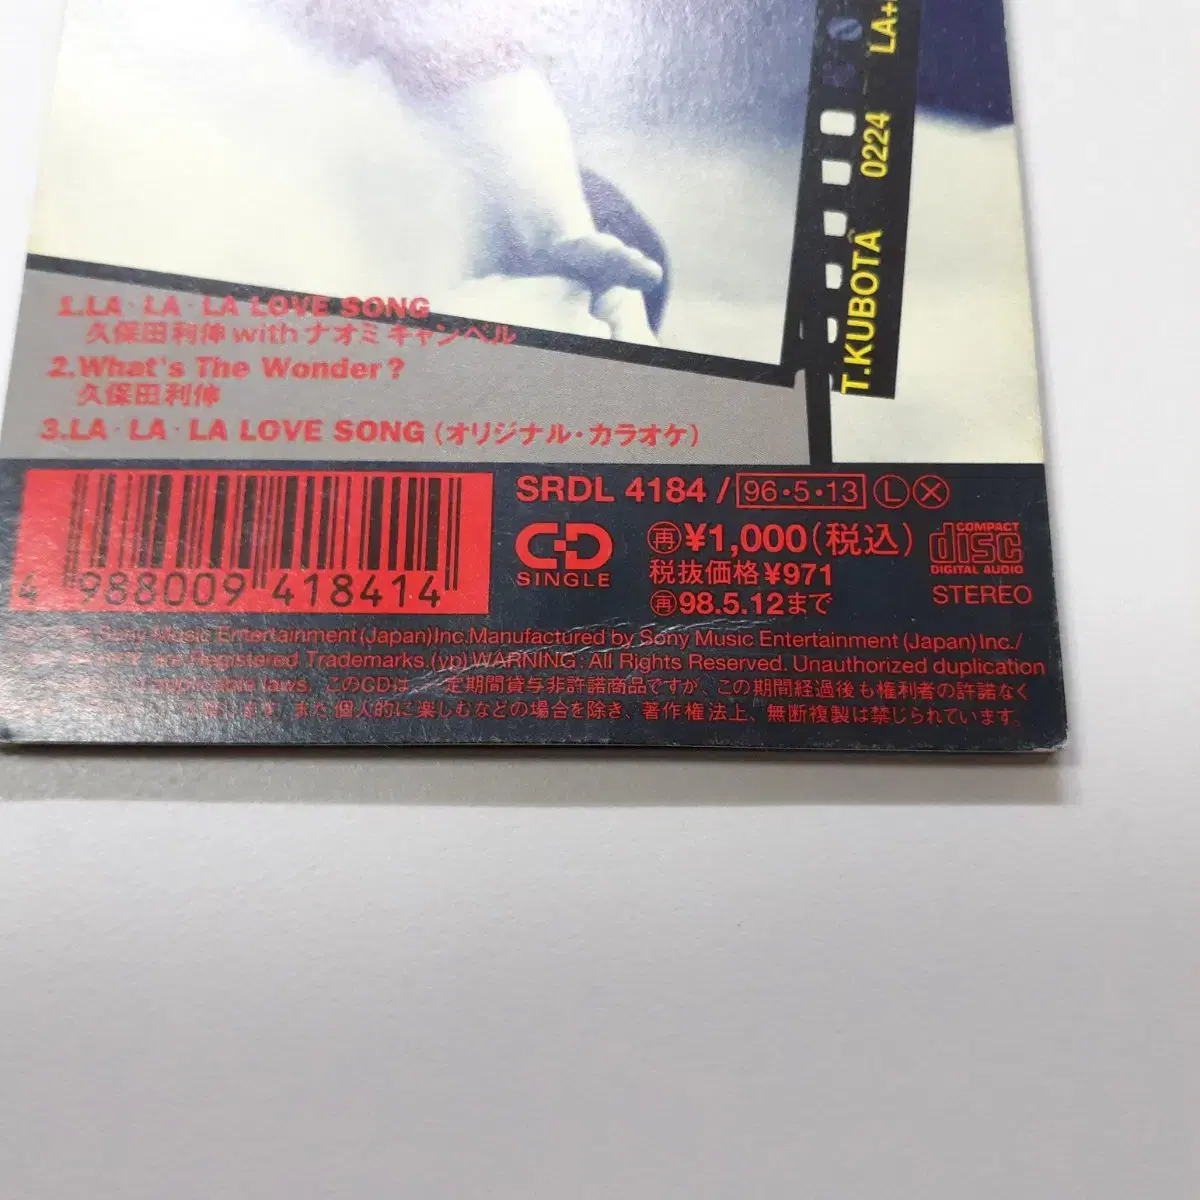 LA+
0224
T.KUBOTA
1.LA・LA・LA LOVE SONG
久保田利伸withナオミ キャンベル
2.What's The Wonder?
久保田利伸
3.LA・LA・LA LOVE SONG (オリジナル・カラオケ)
4 988009 418414
CD SINGLE
SRDL 4184 / 96・5・13 L X
再 ¥1,000(税込)
税抜価格¥971
再 98.5.12まで
COMPACT disc DIGITAL AUDIO
STEREO
Sony Music Entertainment (Japan)Inc.Manufactured by Sony Music Entertainment (Japan) Inc./
are Registered Trademarks.(yp) WARNING: All Rights Reserved. Unauthorized duplication
applicable laws. このCDは、一定期間貸与非許諾商品ですが、この期間経過後も権利者の許諾なく
また個人的に楽しむなどの場合を除き、著作権法上、無断複製は禁じられています。